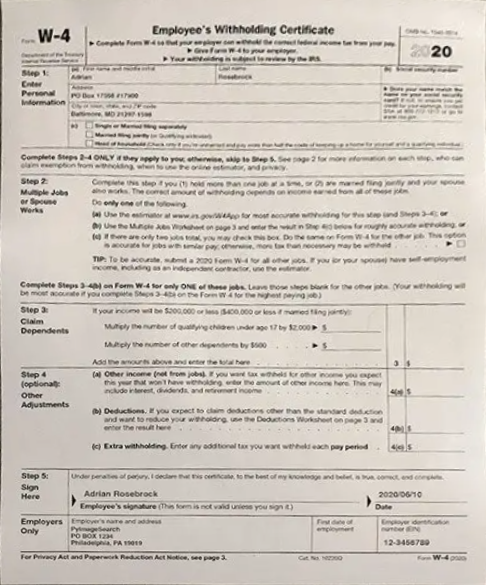 Form W-4
Employee's Withholding Certificate
▶ Complete Form W-4 so that your employer can withhold the correct federal income tax from your pay.
▶ Give Form W-4 to your employer.
▶ Your withholding is subject to review by the IRS.
OMB No.
2020
Department of the Treasury
Internal Revenue Service
Step 1:
Enter
Personal
Information
(a) First name and middle initial
Last name
(b) Social security number
Adrian
Rosebrock
Address
PO Box 17598 #17900
City or town, state, and ZIP code
Baltimore, MD 21297-1598
▶ Does your name match the name on your social security card?
(c)
Single or Married filing separately
Married filing jointly (or Qualifying widow(er))
Head of household (Check only if you're unmarried and pay more than half the costs of keeping up a home for yourself and a qualifying individual.)
Complete Steps 2–4 ONLY if they apply to you; otherwise, skip to Step 5. See page 2 for more information on each step, who can
claim exemption from withholding, when to use the online estimator, and privacy.
Step 2:
Multiple Jobs
or Spouse
Works
Complete this step if you (1) hold more than one job at a time, or (2) are married filing jointly and your spouse
also works. The correct amount of withholding depends on income earned from all of these jobs.
Do only one of the following.
(a) Use the estimator at www.irs.gov/W4App for most accurate withholding for this step (and Steps 3–4); or
(b) Use the Multiple Jobs Worksheet on page 3 and enter the result in Step 4(c) below for roughly accurate withholding; or
(c) If there are only two jobs total, you may check this box. Do the same on Form W-4 for the other job. This option
is accurate for jobs with similar pay; otherwise, more tax than necessary may be withheld . . . . ▶
TIP: To be accurate, submit a 2020 Form W-4 for all other jobs. If you (or your spouse) have self-employment
income, including as an independent contractor, use the estimator.
Complete Steps 3–4(b) on Form W-4 for only ONE of these jobs. Leave those steps blank for the other jobs. (Your withholding will
be most accurate if you complete Steps 3–4(b) on the Form W-4 for the highest paying job.)
Step 3:
Claim
Dependents
If your income will be $200,000 or less ($400,000 or less if married filing jointly):
Multiply the number of qualifying children under age 17 by $2,000 ▶ $
Multiply the number of other dependents by $500 . . . . ▶ $
Add the amounts above and enter the total here . . . . 3 $
Step 4
(optional):
Other
Adjustments
(a) Other income (not from jobs). If you want tax withheld for other income you expect
this year that won't have withholding, enter the amount of other income here. This may
include interest, dividends, and retirement income . . . . 4(a) $
(b) Deductions. If you expect to claim deductions other than the standard deduction
and want to reduce your withholding, use the Deductions Worksheet on page 3 and
enter the result here . . . . 4(b) $
(c) Extra withholding. Enter any additional tax you want withheld each pay period . 4(c) $
Step 5:
Sign
Here
Under penalties of perjury, I declare that this certificate, to the best of my knowledge and belief, is true, correct, and complete.
Adrian Rosebrock
2020/06/10
Employee's signature (This form is not valid unless you sign it.)
Date
Employers
Only
Employer's name and address
First date of
employment
Employer identification
number (EIN)
PyImageSearch
PO BOX 1234
Philadelphia, PA 19019
12-3456789
For Privacy Act and Paperwork Reduction Act Notice, see page 3.
Cat. No. 10220Q
Form W-4 (2020)